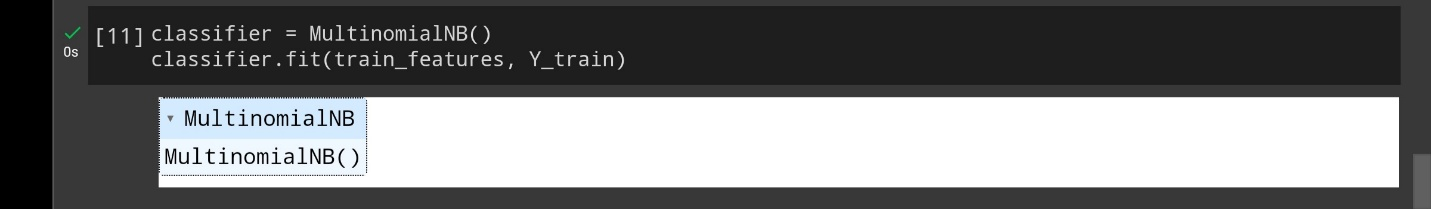 [11] classifier = MultinomialNB()
0s
classifier.fit(train_features, Y_train)
▾ MultinomialNB
MultinomialNB()